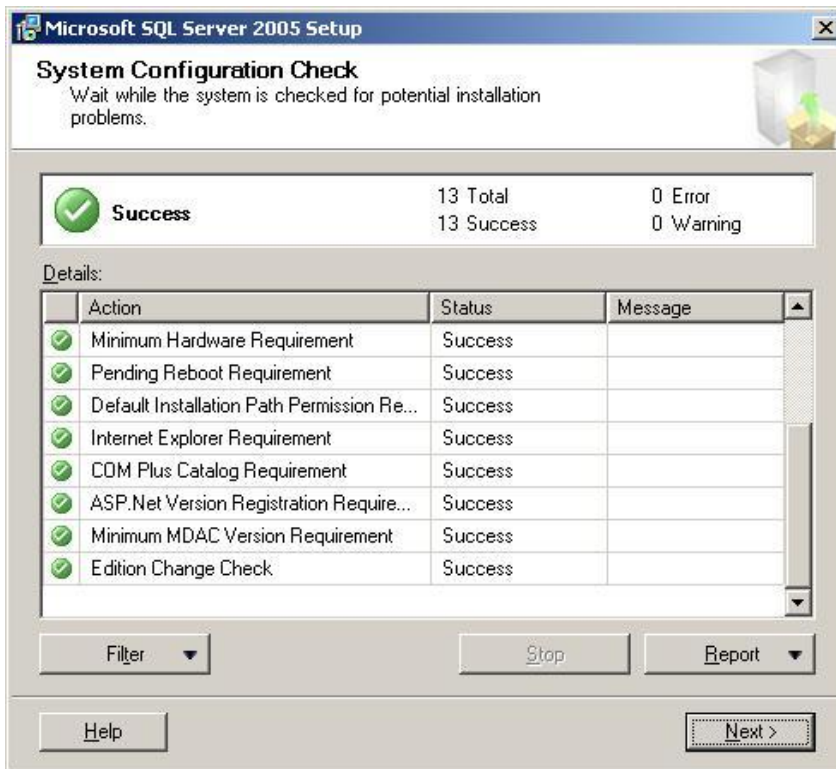 Microsoft SQL Server 2005 Setup
System Configuration Check
Wait while the system is checked for potential installation
problems.
Success
13 Total
0 Error
13 Success
0 Warning
Details:
Action Status Message
Minimum Hardware Requirement Success
Pending Reboot Requirement Success
Default Installation Path Permission Re... Success
Internet Explorer Requirement Success
COM Plus Catalog Requirement Success
ASP.Net Version Registration Require... Success
Minimum MDAC Version Requirement Success
Edition Change Check Success
Filter Stop Report
Help Next >